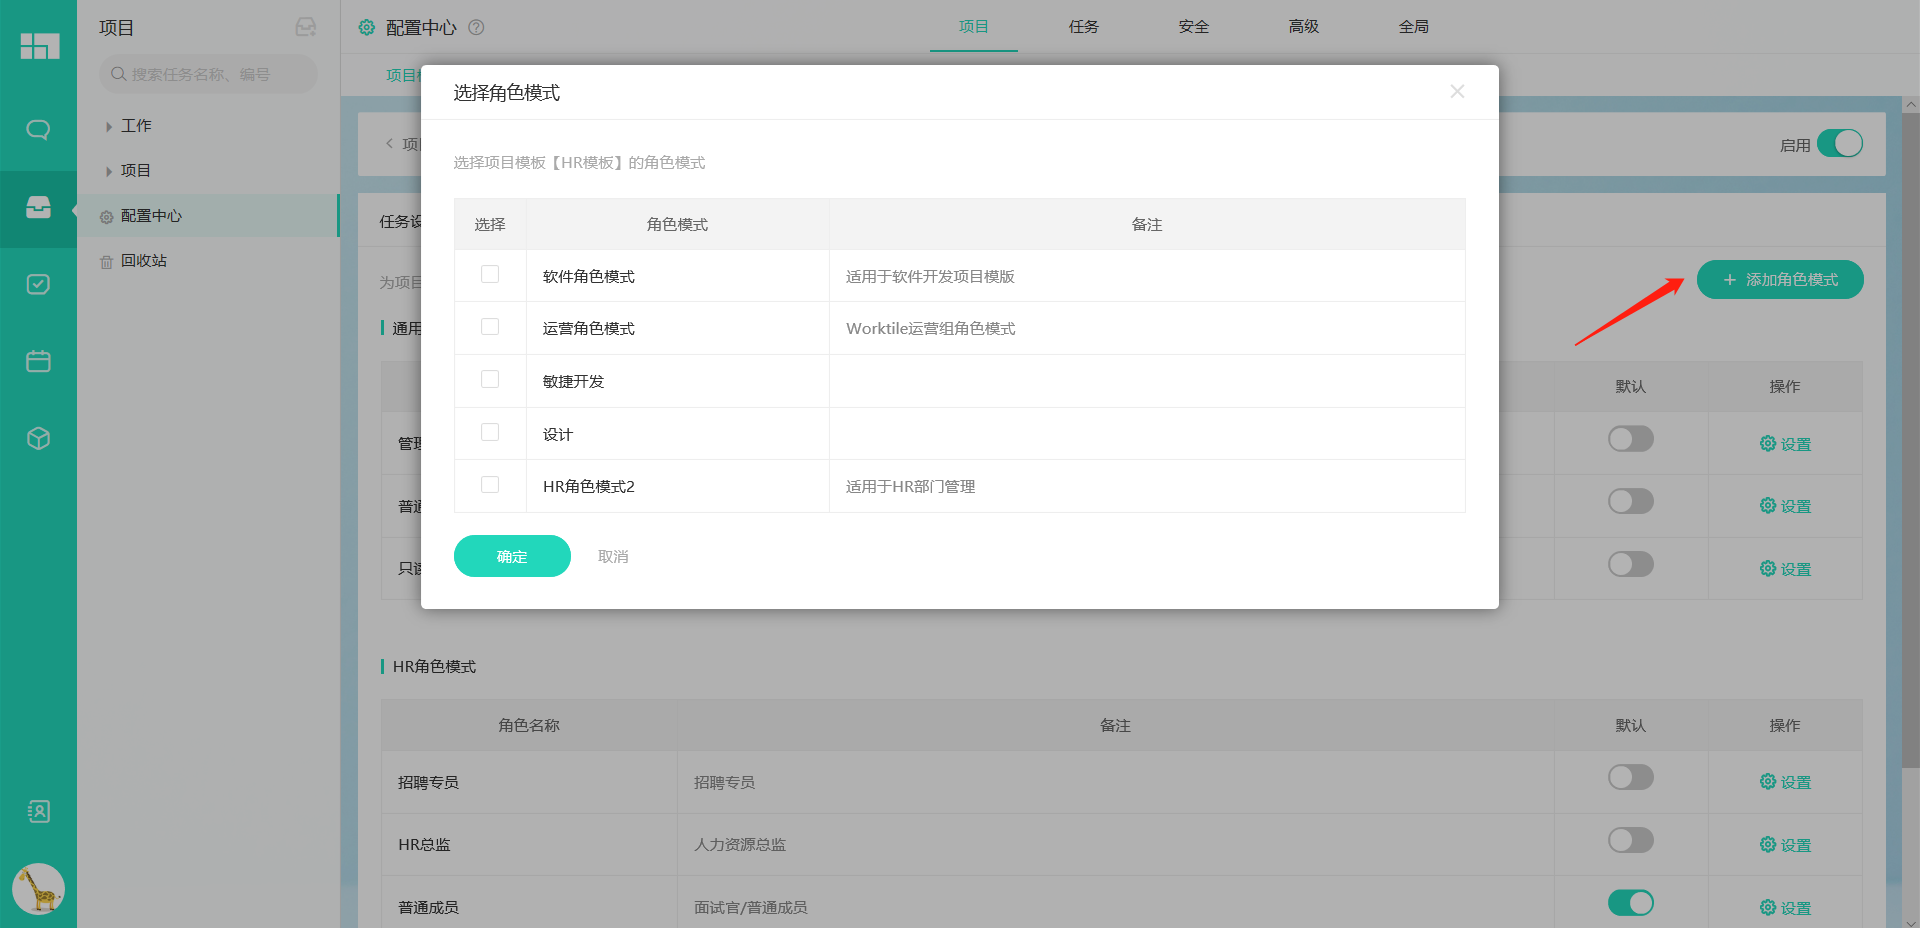 项目
搜索任务名称、编号
工作
项目
配置中心
回收站
配置中心
项目 任务 安全 高级 全局
项目
项
启用
任务设
为项目
添加角色模式
通用
默认 操作
管理
设置
普通
设置
只读
设置
选择角色模式
选择项目模板【HR模板】的角色模式
选择 角色模式 备注
软件角色模式 适用于软件开发项目模版
运营角色模式 Worktile运营组角色模式
敏捷开发
设计
HR角色模式2 适用于HR部门管理
确定 取消
HR角色模式
角色名称 备注 默认 操作
招聘专员 招聘专员 设置
HR总监 人力资源总监 设置
普通成员 面试官/普通成员 设置